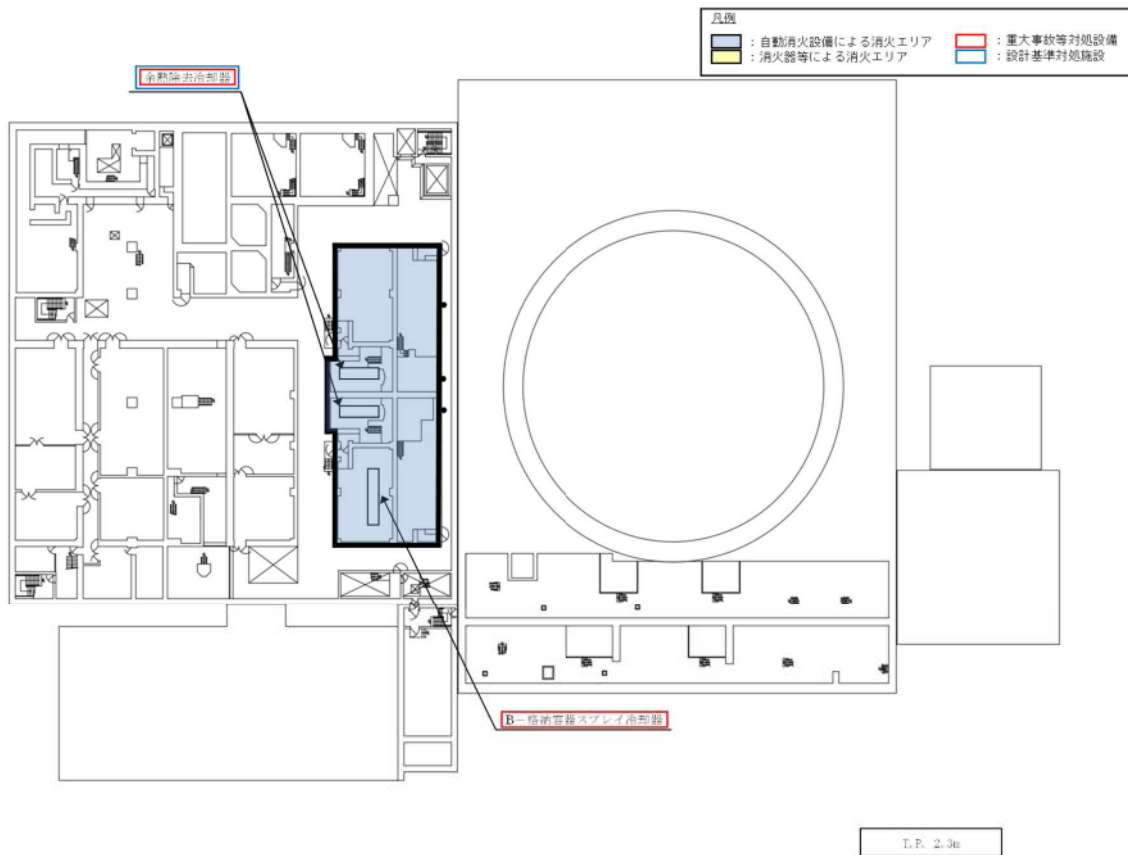 凡例
：自動消火設備による消火エリア
：重大事故等対処設備
：消火器等による消火エリア
：設計基準対処施設
余熱除去冷却器
B－格納容器スプレイ冷却器
T.P. 2.3m